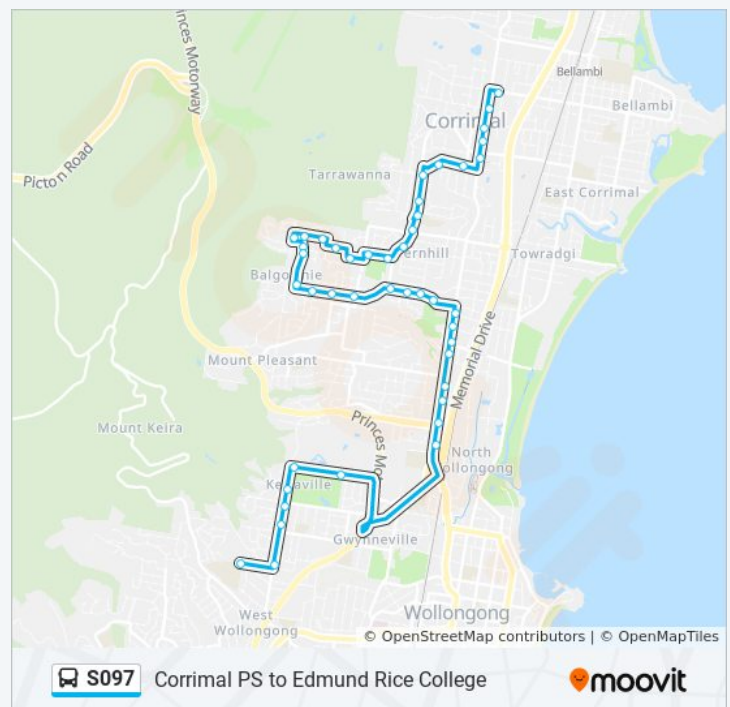 Princes Motorway
Bellambi
Bellambi
Corrimal
Picton Road
Tarrawanna
East Corrimal
Fernhill
Towradgi
Balgownie
Memorial Drive
Mount Pleasant
Mount Keira
Princes Mot
North
Wollongong
Keiraville
Gwynneville
West
Wollongong
Wollongong
© OpenStreetMap contributors | © OpenMapTiles
S097 Corrimal PS to Edmund Rice College
moovit